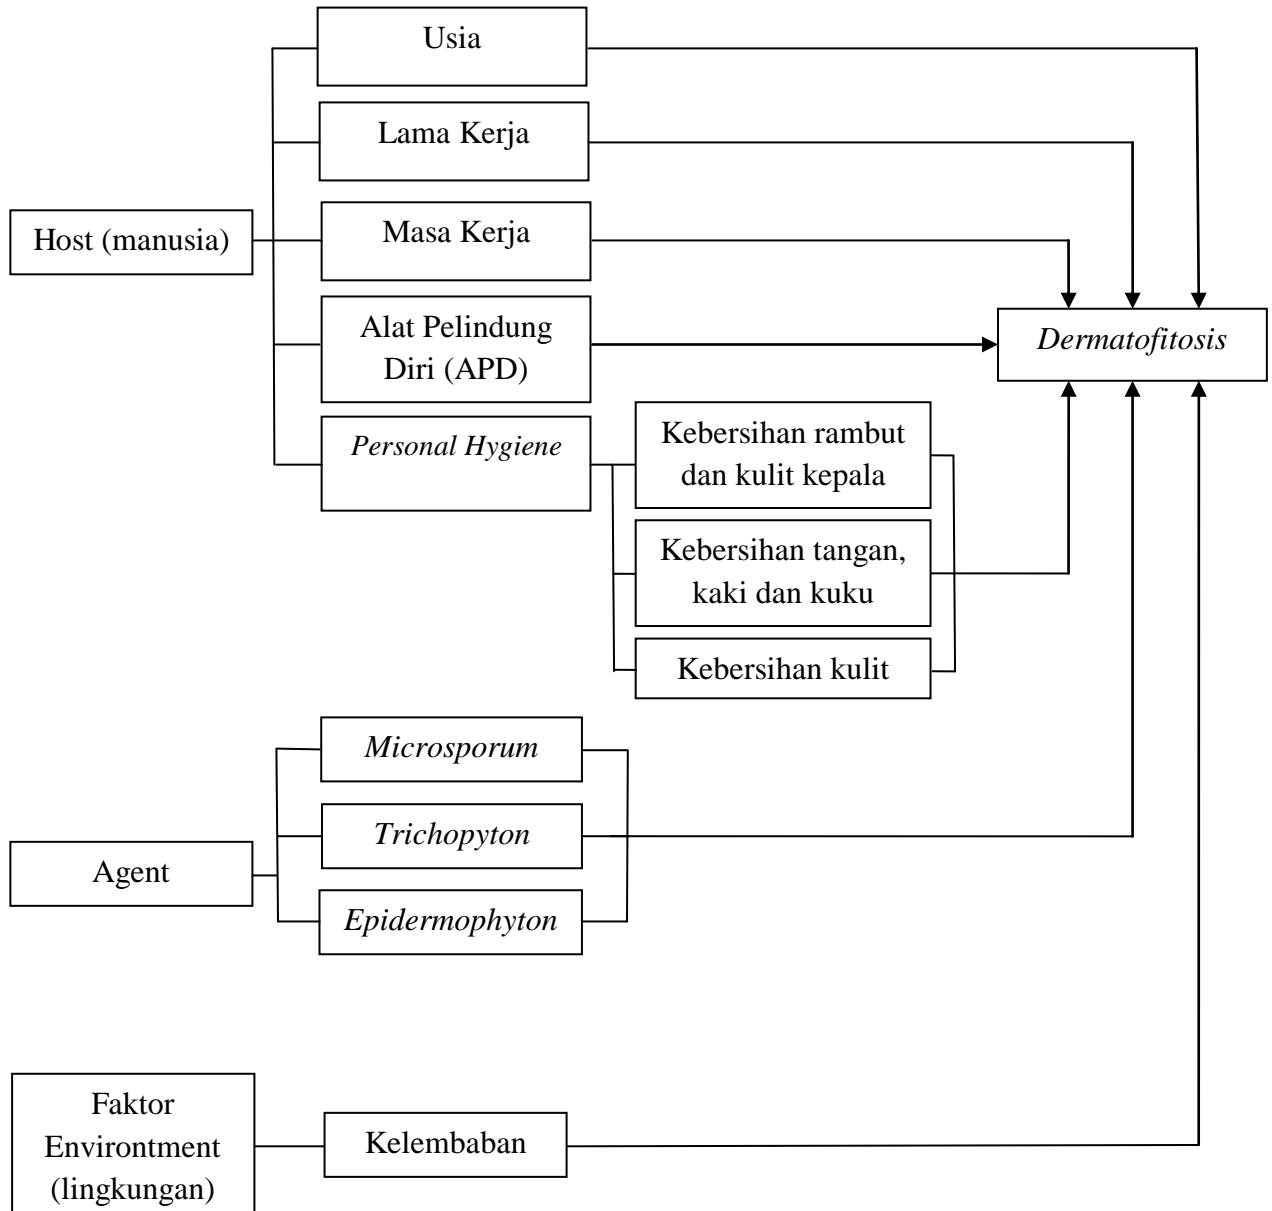 Usia
Lama Kerja
Host (manusia)
Masa Kerja
Alat Pelindung
Diri (APD)
Dermatofitosis
Personal Hygiene
Kebersihan rambut
dan kulit kepala
Kebersihan tangan,
kaki dan kuku
Kebersihan kulit
Microsporum
Trichopyton
Agent
Epidermophyton
Faktor
Environtment
(lingkungan)
Kelembaban